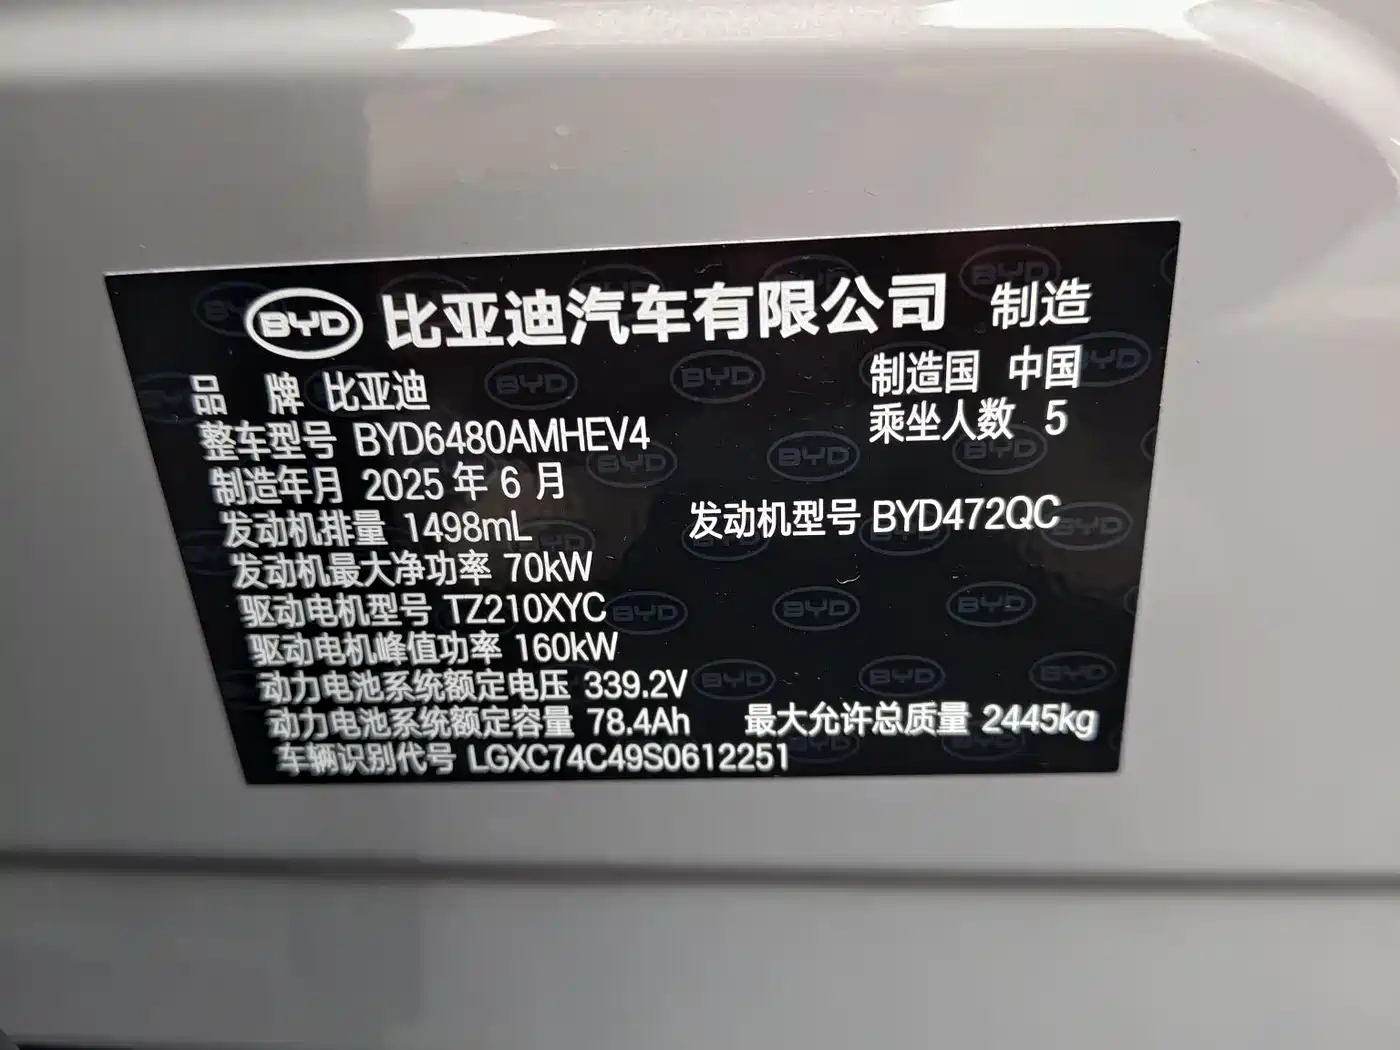 BYD 比亚迪汽车有限公司 制造
品 牌 比亚迪 制造国 中国
整车型号 BYD6480AMHEV4 乘坐人数 5
制造年月 2025 年 6 月
发动机排量 1498mL 发动机型号 BYD472QC
发动机最大净功率 70kW
驱动电机型号 TZ210XYC
驱动电机峰值功率 160kW
动力电池系统额定电压 339.2V
动力电池系统额定容量 78.4Ah 最大允许总质量 2445kg
车辆识别代号 LGXC74C49S0612251